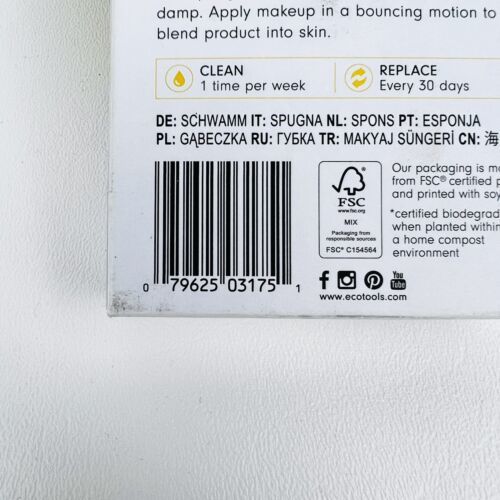 damp. Apply makeup in a bouncing motion to
blend product into skin.
CLEAN
1 time per week
REPLACE
Every 30 days
DE: SCHWAMM IT: SPUGNA NL: SPONS PT: ESPONJA
PL: GĄBECZKA RU: ГУБКА TR: MAKYAJ SÜNGERİ CN: 海
FSC
www.fsc.org
MIX
Packaging from
responsible sources
FSC® C154564
Our packaging is ma
from FSC® certified p
and printed with soy
*certified biodegrad
when planted within
a home compost
environment
0 79625 03175 1
You Tube
www.ecotools.com